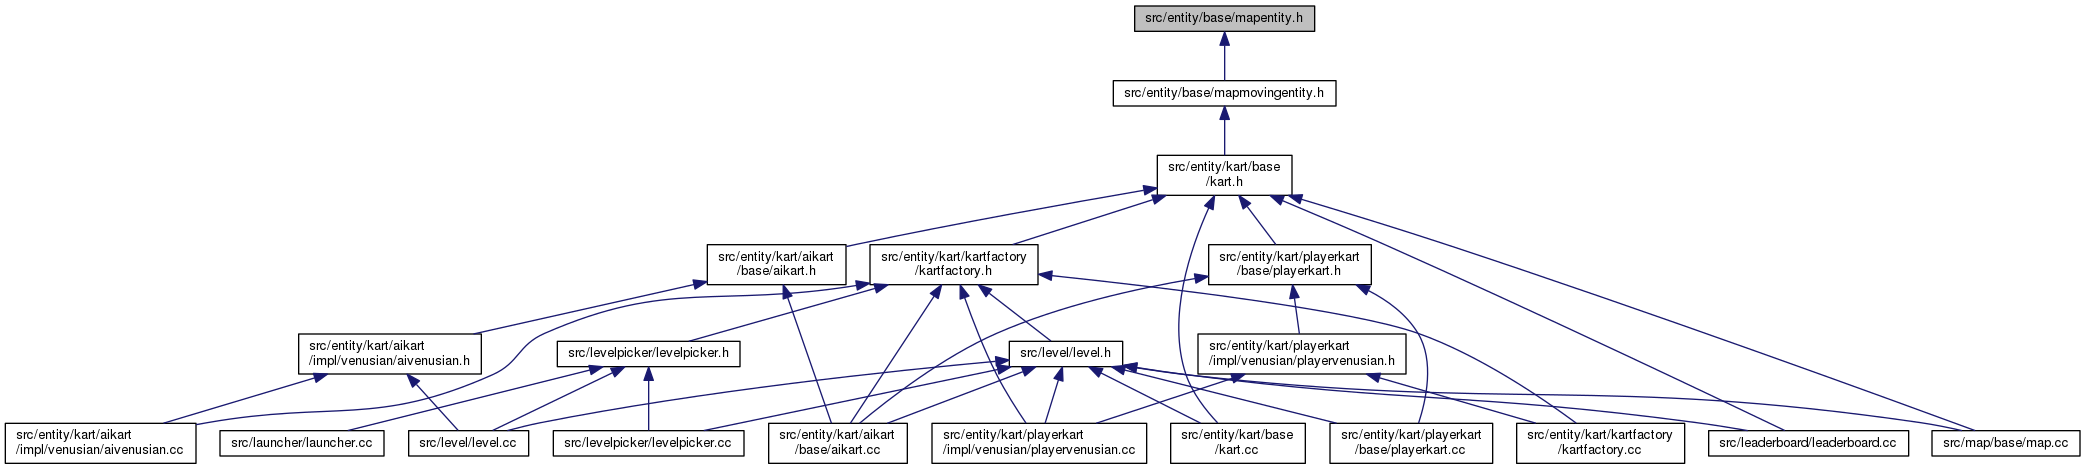 src/entity/base/mapentity.h
src/entity/base/mapmovingentity.h
src/entity/kart/base
/kart.h
src/entity/kart/aikart
/base/aikart.h
src/entity/kart/kartfactory
/kartfactory.h
src/entity/kart/playerkart
/base/playerkart.h
src/entity/kart/aikart
/impl/venusian/aivenusian.h
src/levelpicker/levelpicker.h
src/level/level.h
src/entity/kart/playerkart
/impl/venusian/playervenusian.h
src/entity/kart/aikart
/impl/venusian/aivenusian.cc
src/launcher/launcher.cc
src/level/level.cc
src/levelpicker/levelpicker.cc
src/entity/kart/aikart
/base/aikart.cc
src/entity/kart/playerkart
/impl/venusian/playervenusian.cc
src/entity/kart/base
/kart.cc
src/entity/kart/playerkart
/base/playerkart.cc
src/entity/kart/kartfactory
/kartfactory.cc
src/leaderboard/leaderboard.cc
src/map/base/map.cc